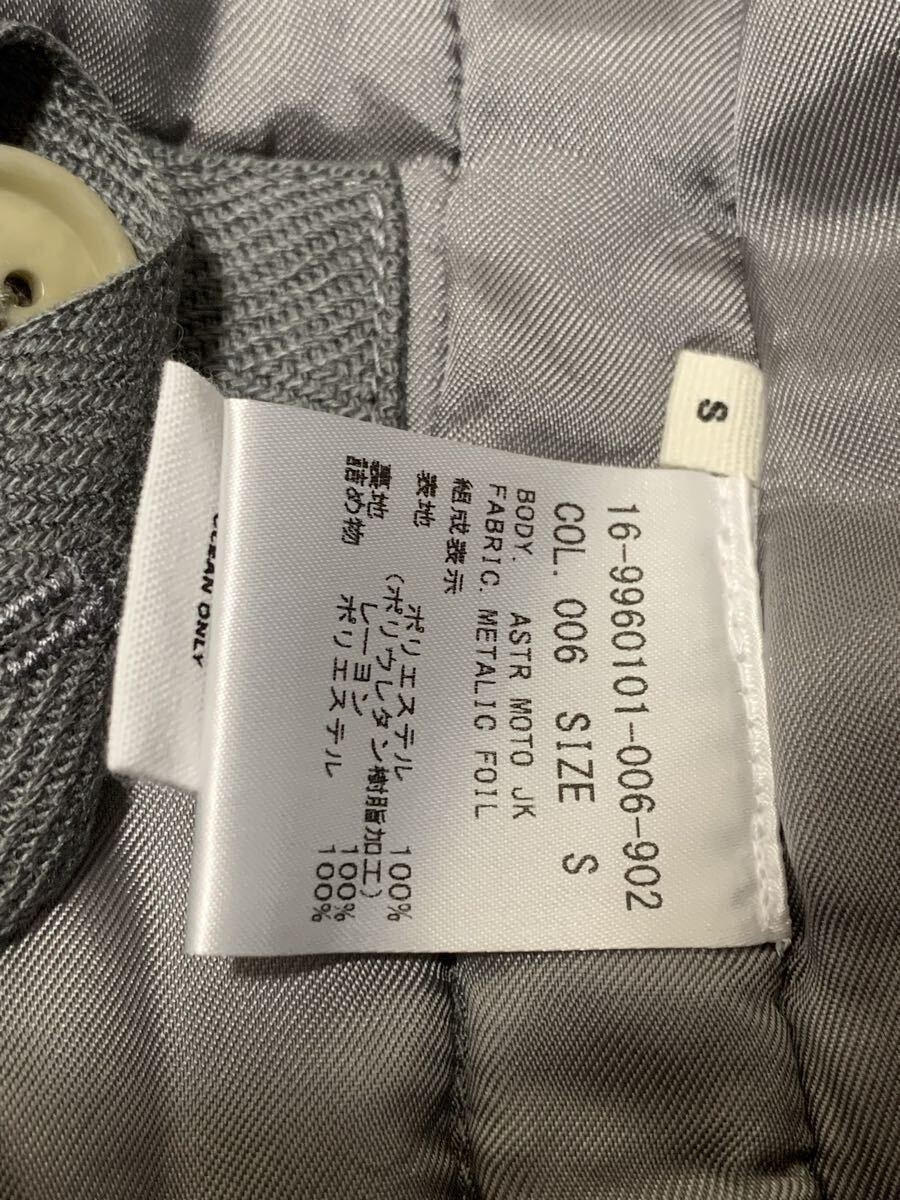 S
16-9960101-006-902
COL. 006 SIZE S
BODY. ASTR MOTO JK
FABRIC. METALIC FOIL
組成表示
表地 ポリエステル 100%
(ポリウレタン樹脂加工)
裏地 レーヨン 100%
詰め物 ポリエステル 100%
CLEAN ONLY